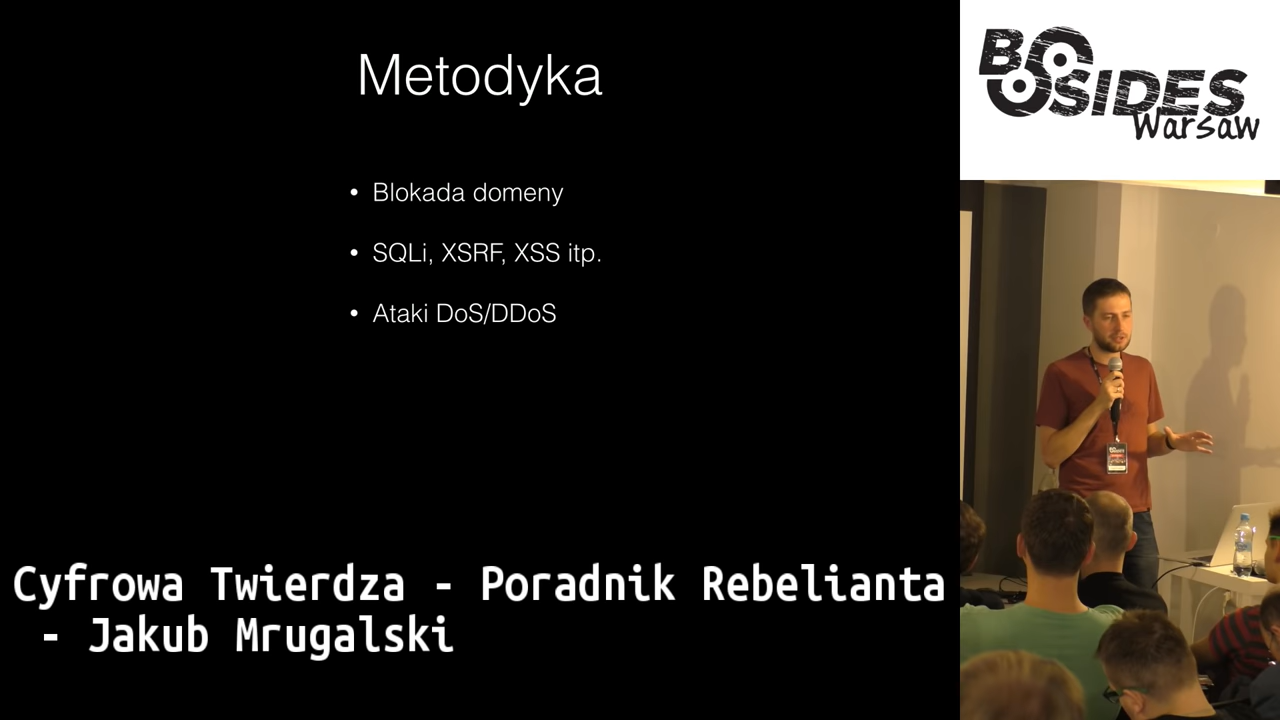 Metodyka
• Blokada domeny
• SQLi, XSRF, XSS itp.
• Ataki DoS/DDoS
Cyfrowa Twierdza - Poradnik Rebelianta
- Jakub Mrugalski
BSIDES
Warsaw